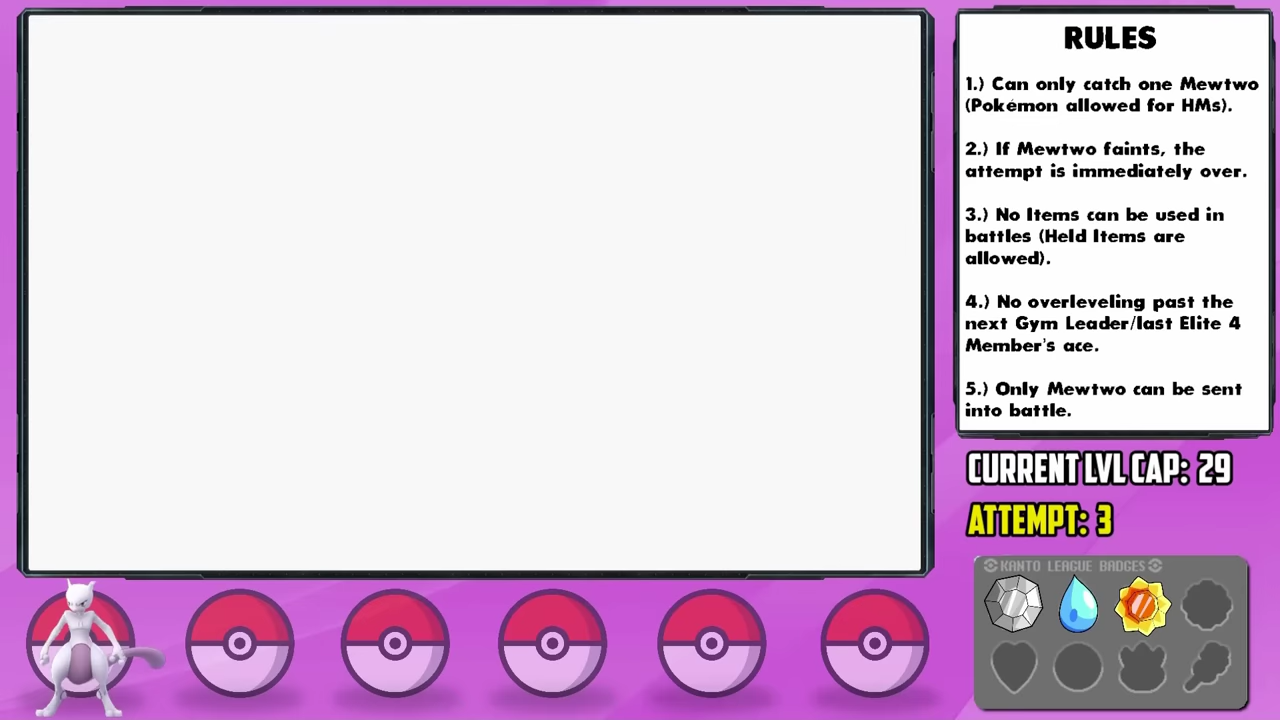 RULES
1.) Can only catch one Mewtwo
(Pokémon allowed for HMs).
2.) If Mewtwo faints, the
attempt is immediately over.
3.) No Items can be used in
battles (Held Items are
allowed).
4.) No overleveling past the
next Gym Leader/last Elite 4
Member's ace.
5.) Only Mewtwo can be sent
into battle.
CURRENT LVL CAP: 29
ATTEMPT: 3
KANTO LEAGUE BADGES